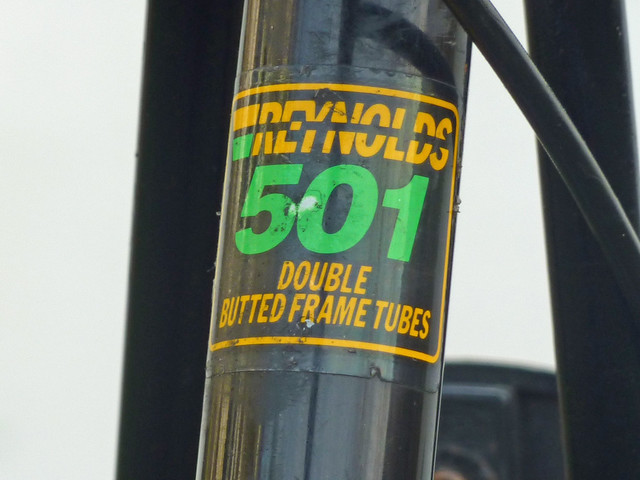 REYNOLDS
501
DOUBLE
BUTTED FRAME TUBES